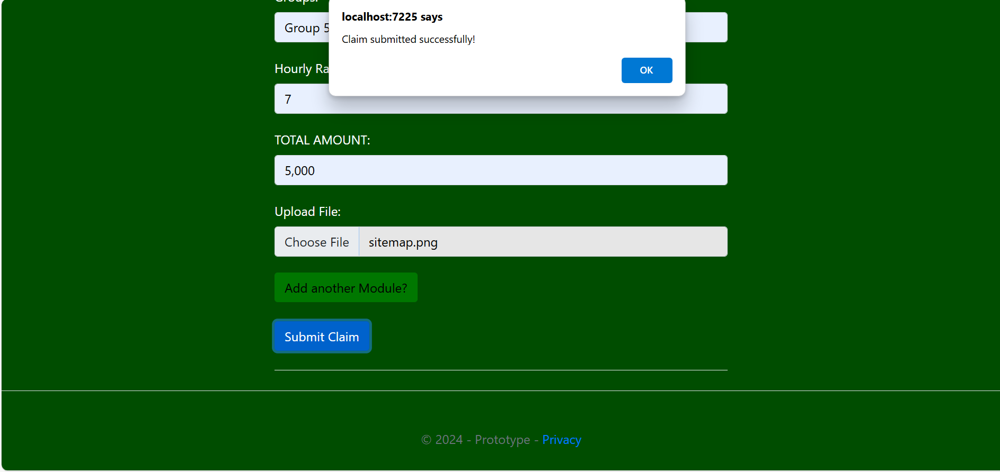 Groups:
localhost:7225 says
Claim submitted successfully!
OK
Group 5
Hourly Ra
7
TOTAL AMOUNT:
5,000
Upload File:
Choose File sitemap.png
Add another Module?
Submit Claim
© 2024 - Prototype - Privacy